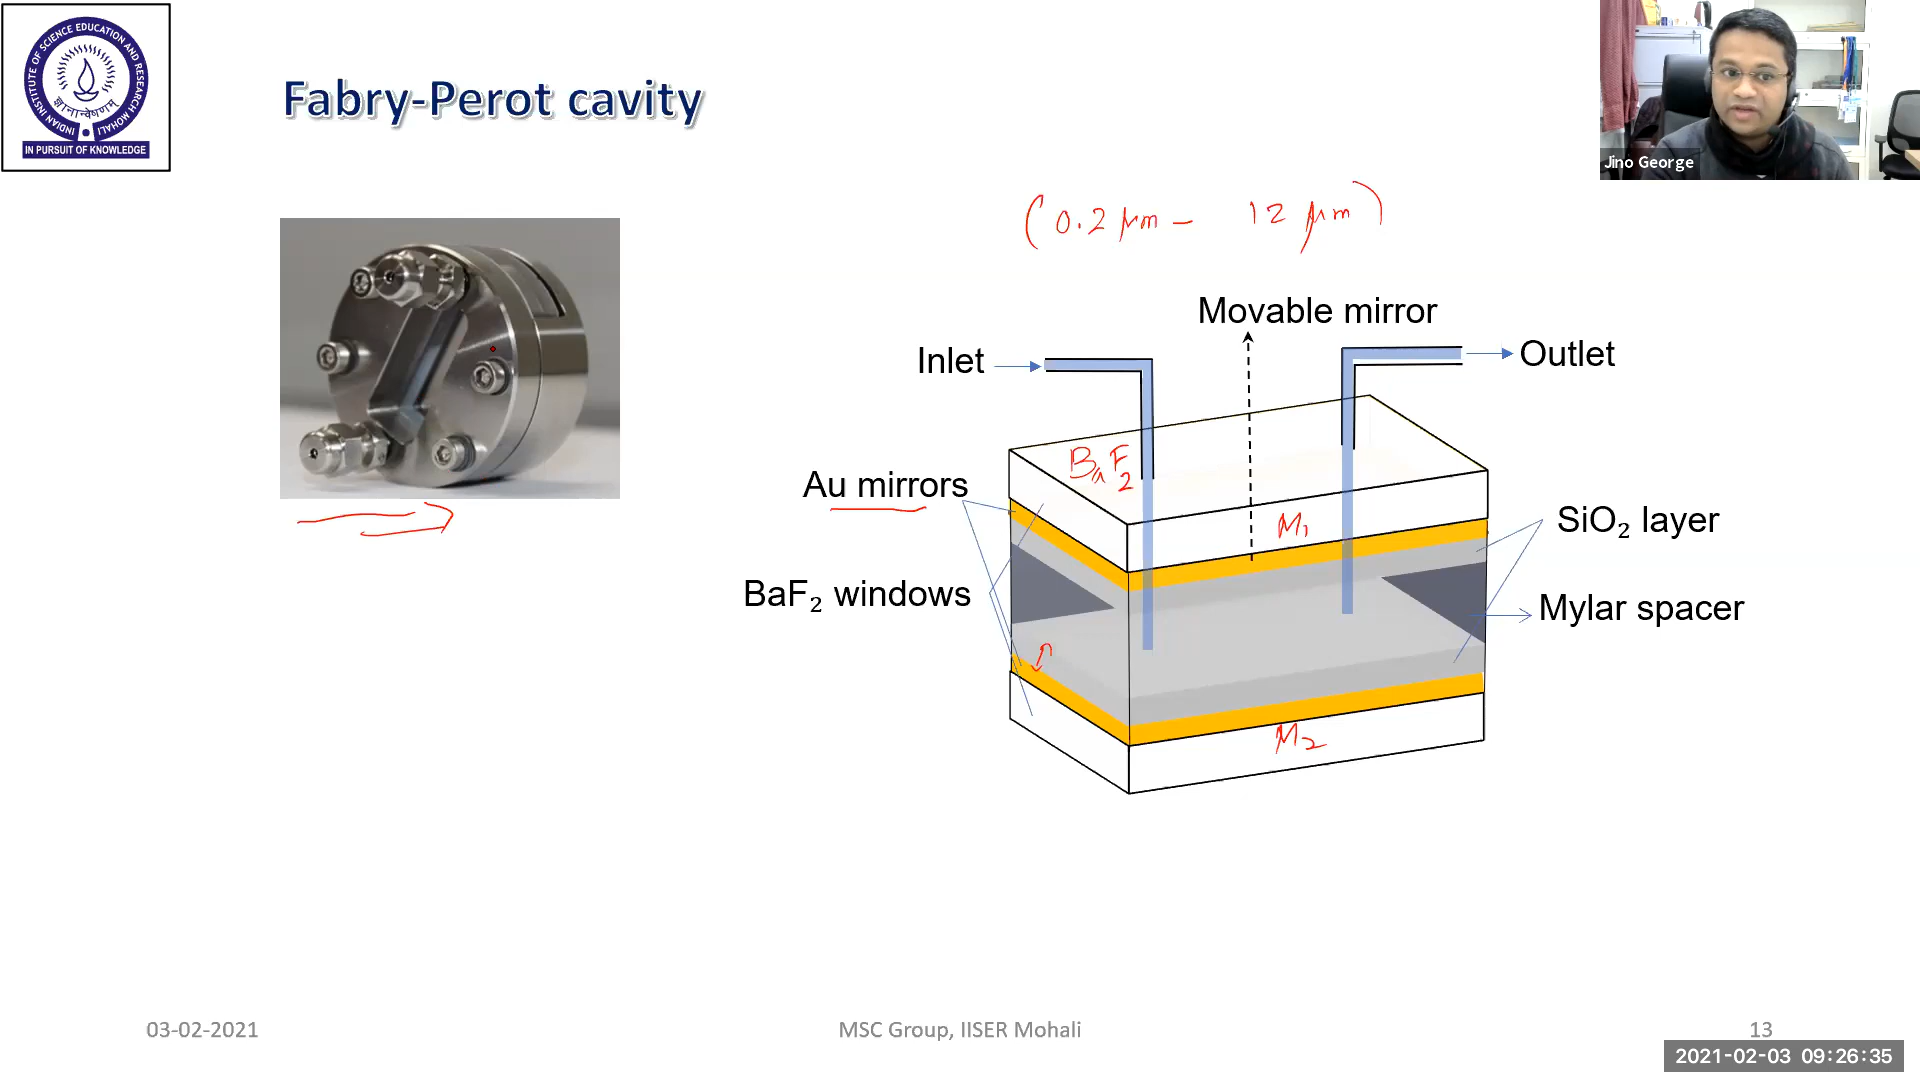 INDIAN INSTITUTE OF SCIENCE EDUCATION AND RESEARCH MOHALI
ज्ञानान्वेषणम्
IN PURSUIT OF KNOWLEDGE
Fabry-Perot cavity
Jino George
(0.2 μm – 12 μm)
Movable mirror
Inlet
Outlet
BaF₂
Au mirrors
M₁
SiO₂ layer
BaF₂ windows
Mylar spacer
M₂
03-02-2021
MSC Group, IISER Mohali
13
2021-02-03 09:26:35